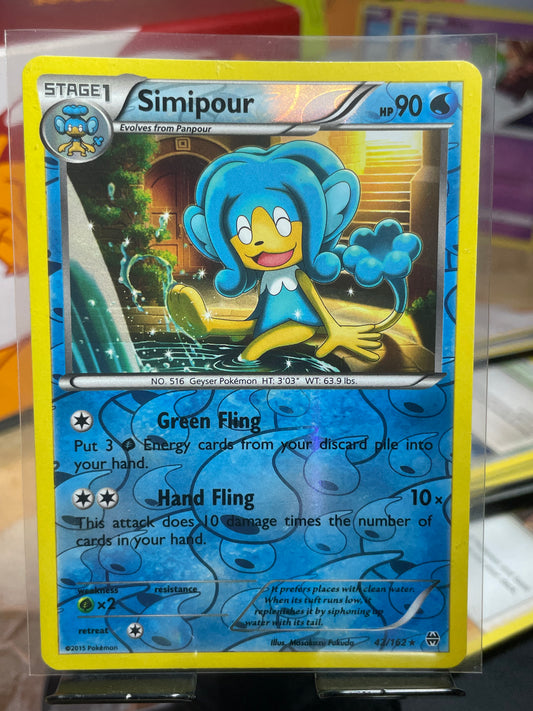 STAGE1
Simipour
HP 90
Evolves from Panpour
NO. 516 Geyser Pokémon HT: 3'03" WT: 63.9 lbs.
Green Fling
Put 3 Energy cards from your discard pile into
your hand.
Hand Fling 10×
This attack does 10 damage times the number of
cards in your hand.
weakness resistance
×2
retreat
It prefers places with clean water.
When its tuft runs low,
replenishes it by siphoning up
water with its tail.
©2015 Pokémon
Illus. Masakazu Fukuda
42/162 ★